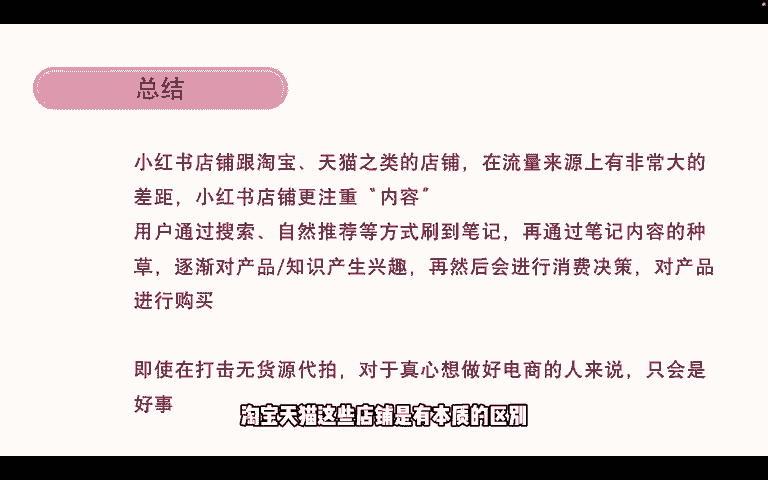 总结
小红书店铺跟淘宝、天猫之类的店铺，在流量来源上有非常大的
差距，小红书店铺更注重“内容”
用户通过搜索、自然推荐等方式刷到笔记，再通过笔记内容的种
草，逐渐对产品/知识产生兴趣，再然后会进行消费决策，对产品
进行购买
即使在打击无货源代拍，对于真心想做好电商的人来说，只会是
好事
淘宝天猫这些店铺是有本质的区别